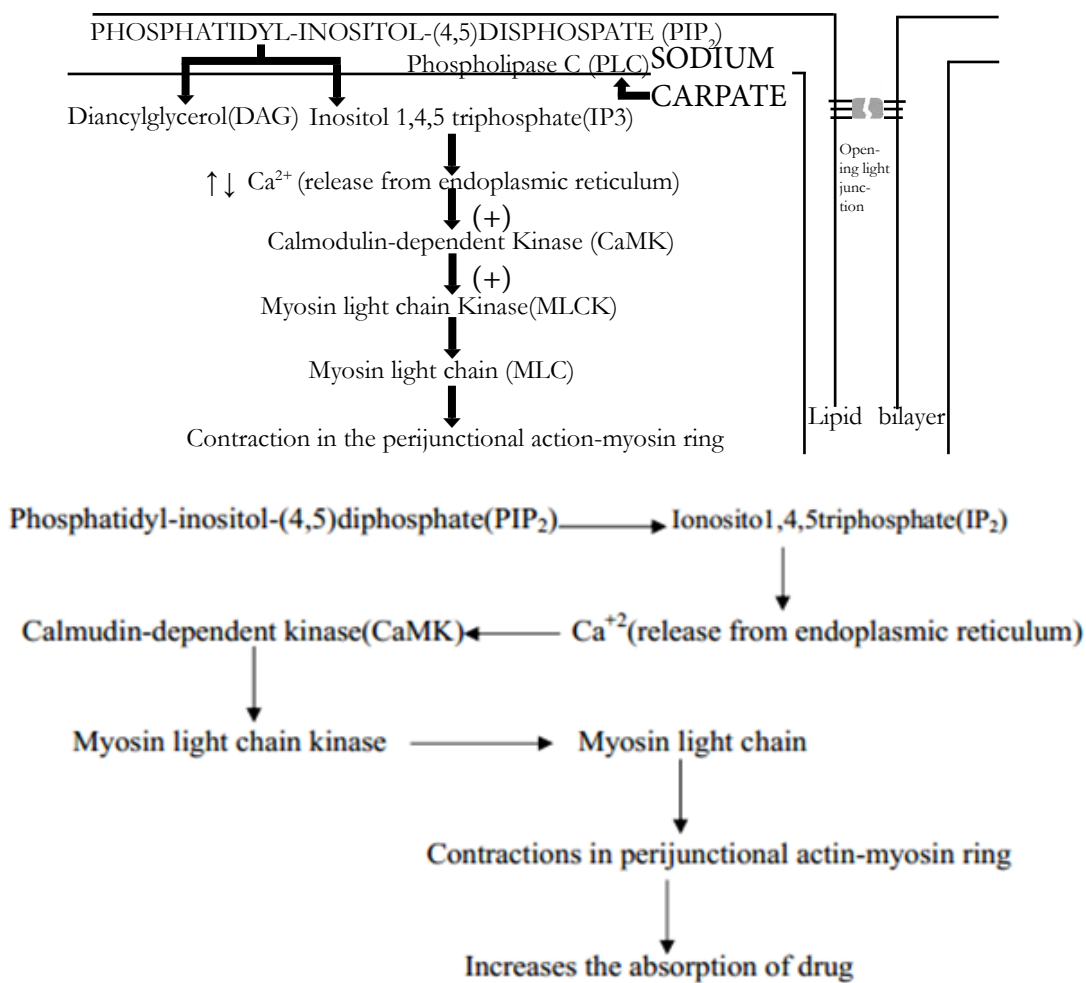 PHOSPHATIDYL-INOSITOL-(4,5)DISPHOSPATE (PIP₂)
Phospholipase C (PLC)
SODIUM
CARPATE
Diancylglycerol(DAG)
Inositol 1,4,5 triphosphate(IP3)
↑↓ Ca²⁺ (release from endoplasmic reticulum)
(+)
Calmodulin-dependent Kinase (CaMK)
(+)
Myosin light chain Kinase(MLCK)
Myosin light chain (MLC)
Contraction in the perijunctional action-myosin ring
Open-
ing light
junc-
tion
Lipid bilayer
Phosphatidyl-inositol-(4,5)diphosphate(PIP₂)
Ionosito1,4,5triphosphate(IP₂)
Calmudin-dependent kinase(CaMK)
Ca⁺²(release from endoplasmic reticulum)
Myosin light chain kinase
Myosin light chain
Contractions in perijunctional actin-myosin ring
Increases the absorption of drug